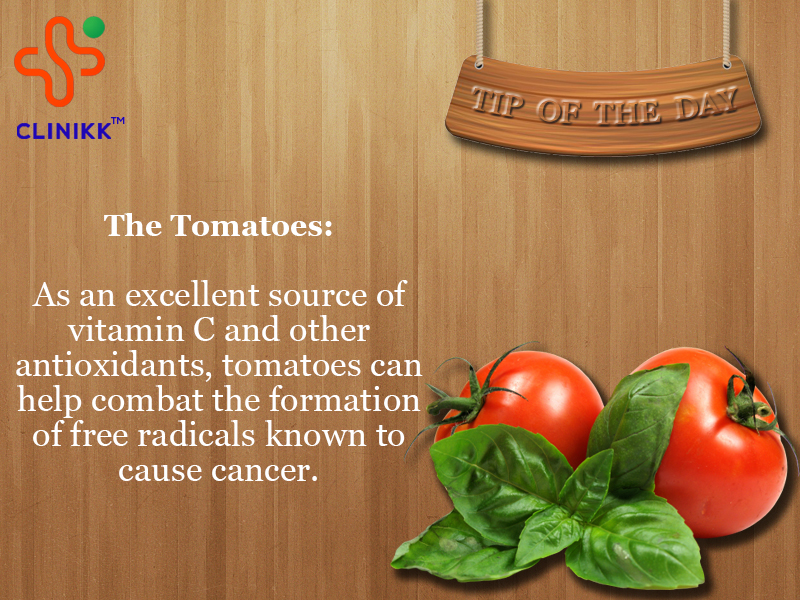 CLINIKK™
TIP OF THE DAY
The Tomatoes:
As an excellent source of
vitamin C and other
antioxidants, tomatoes can
help combat the formation
of free radicals known to
cause cancer.